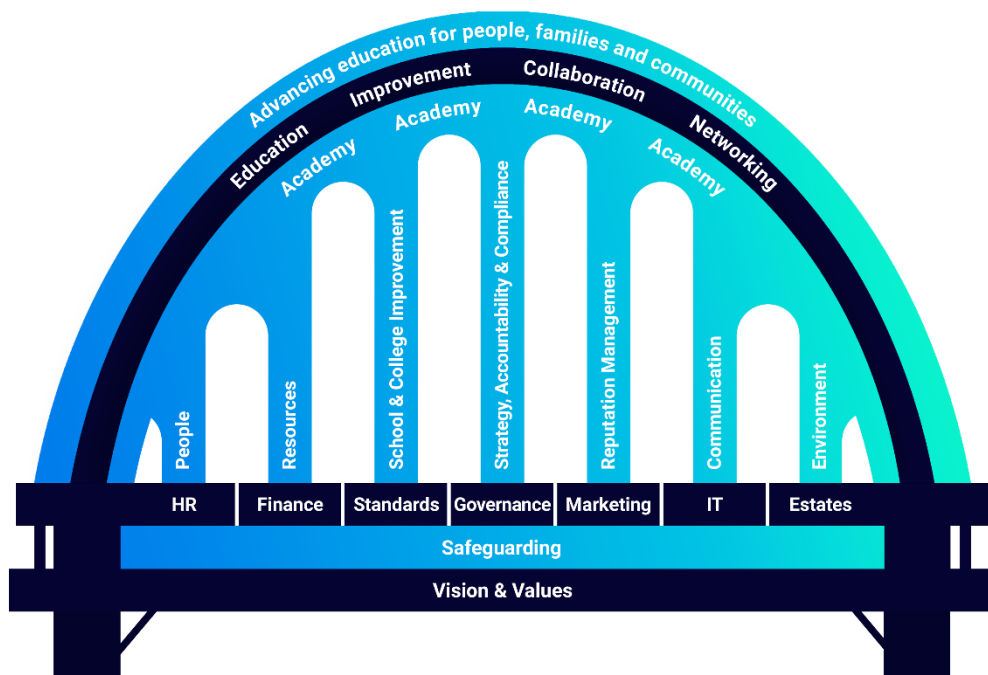 Advancing education for people, families and communities
Education
Improvement
Collaboration
Networking
Academy
Academy
Academy
Academy
People
Resources
School & College Improvement
Strategy, Accountability & Compliance
Reputation Management
Communication
Environment
HR
Finance
Standards
Governance
Marketing
IT
Estates
Safeguarding
Vision & Values